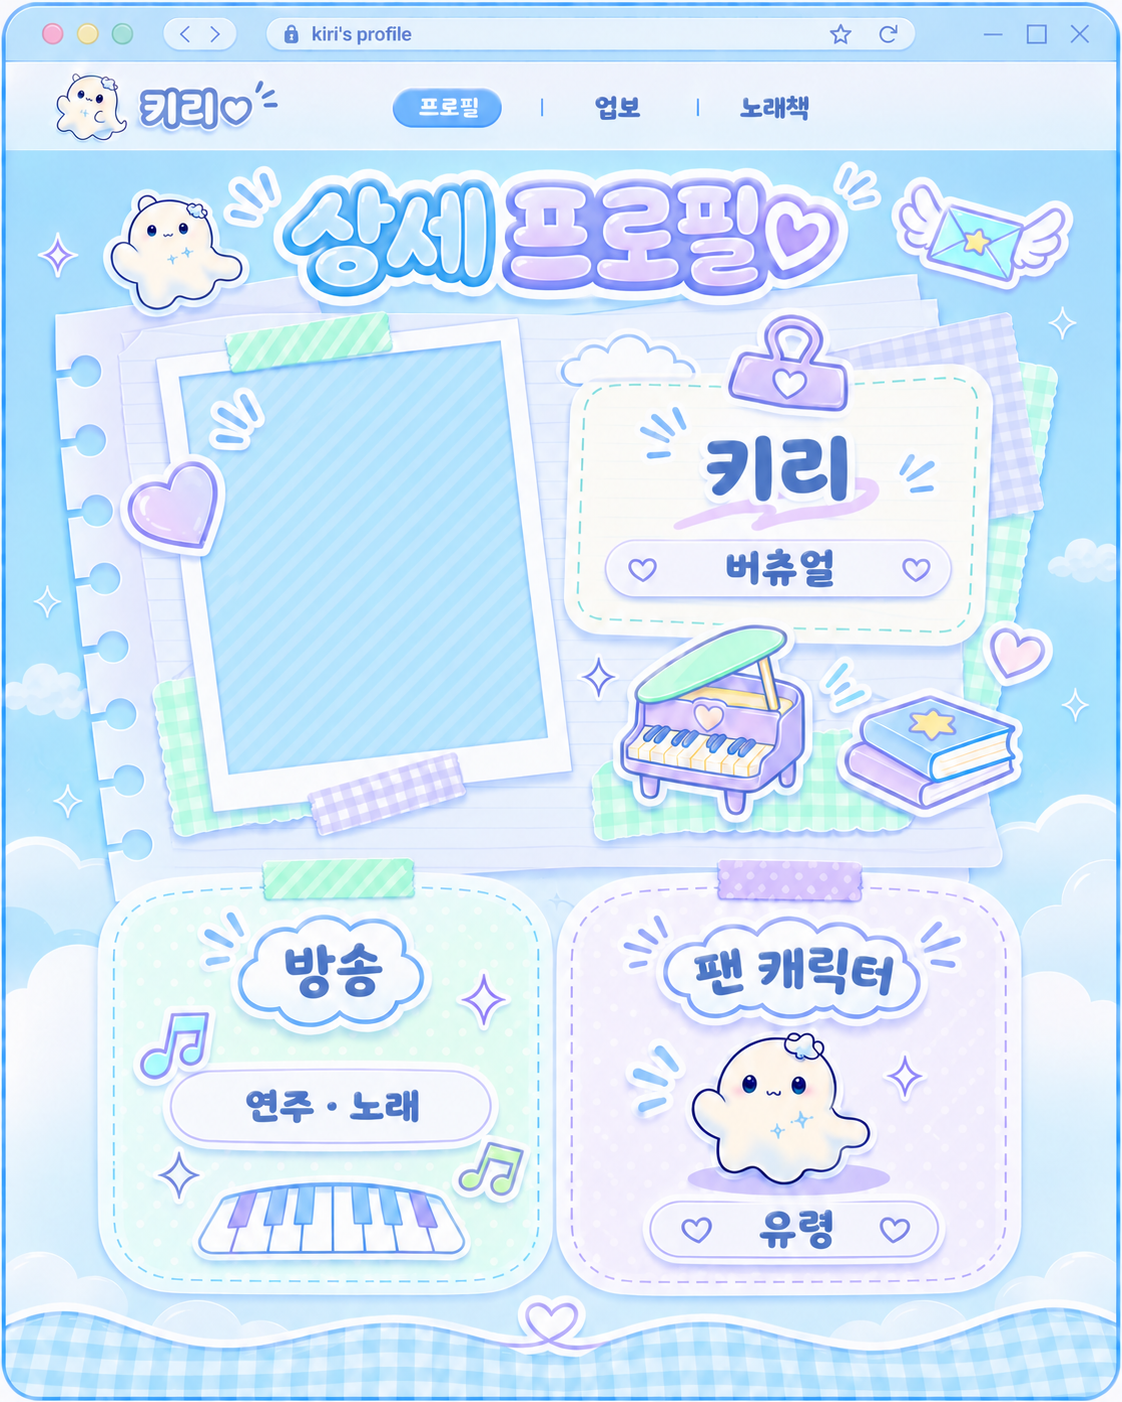 kiri's profile
키리
프로필 | 업보 | 노래책
상세 프로필
키리
버츄얼
방송
연주 · 노래
팬 캐릭터
유령